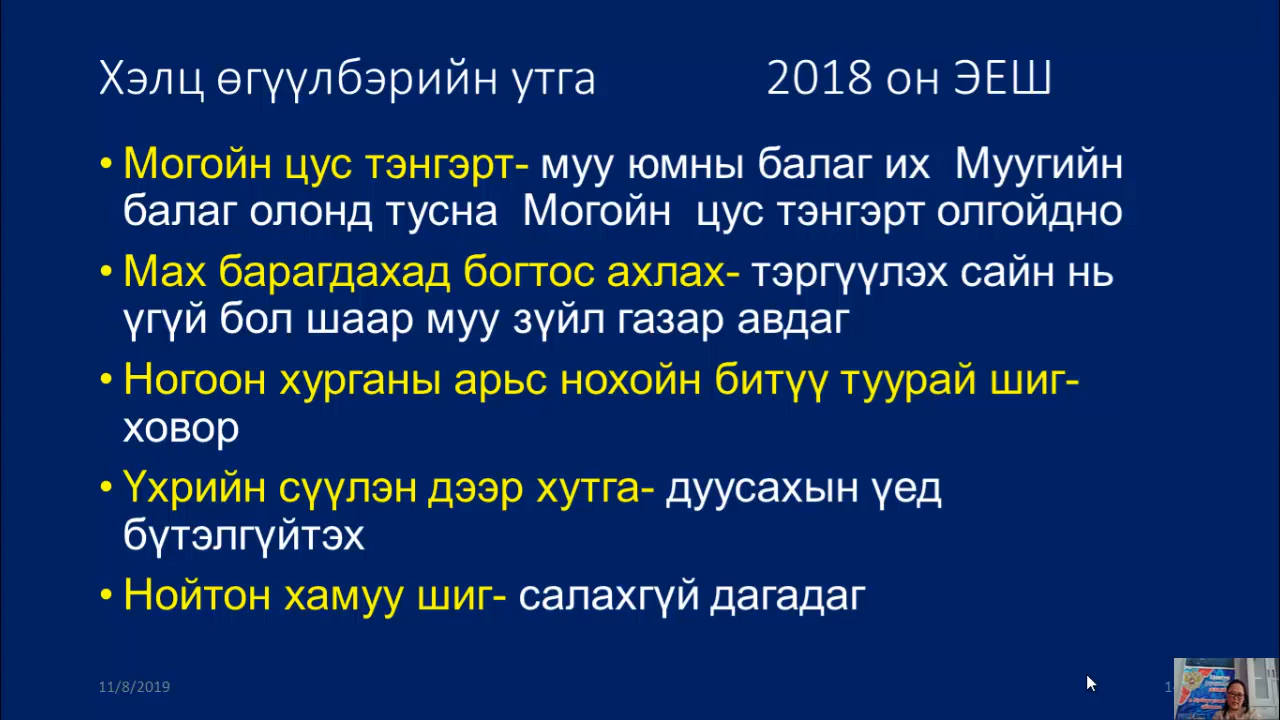 Хэлц өгүүлбэрийн утга 2018 он ЭЕШ
• Могойн цус тэнгэрт- муу юмны балаг их Муугийн
балаг олонд тусна Могойн цус тэнгэрт олгойдно
• Мах барагдахад богтос ахлах- тэргүүлэх сайн нь
үгүй бол шаар муу зүйл газар авдаг
• Ногоон хурганы арьс нохойн битүү туурай шиг-
ховор
• Үхрийн сүүлэн дээр хутга- дуусахын үед
бүтэлгүйтэх
• Нойтон хамуу шиг- салахгүй дагадаг
11/8/2019